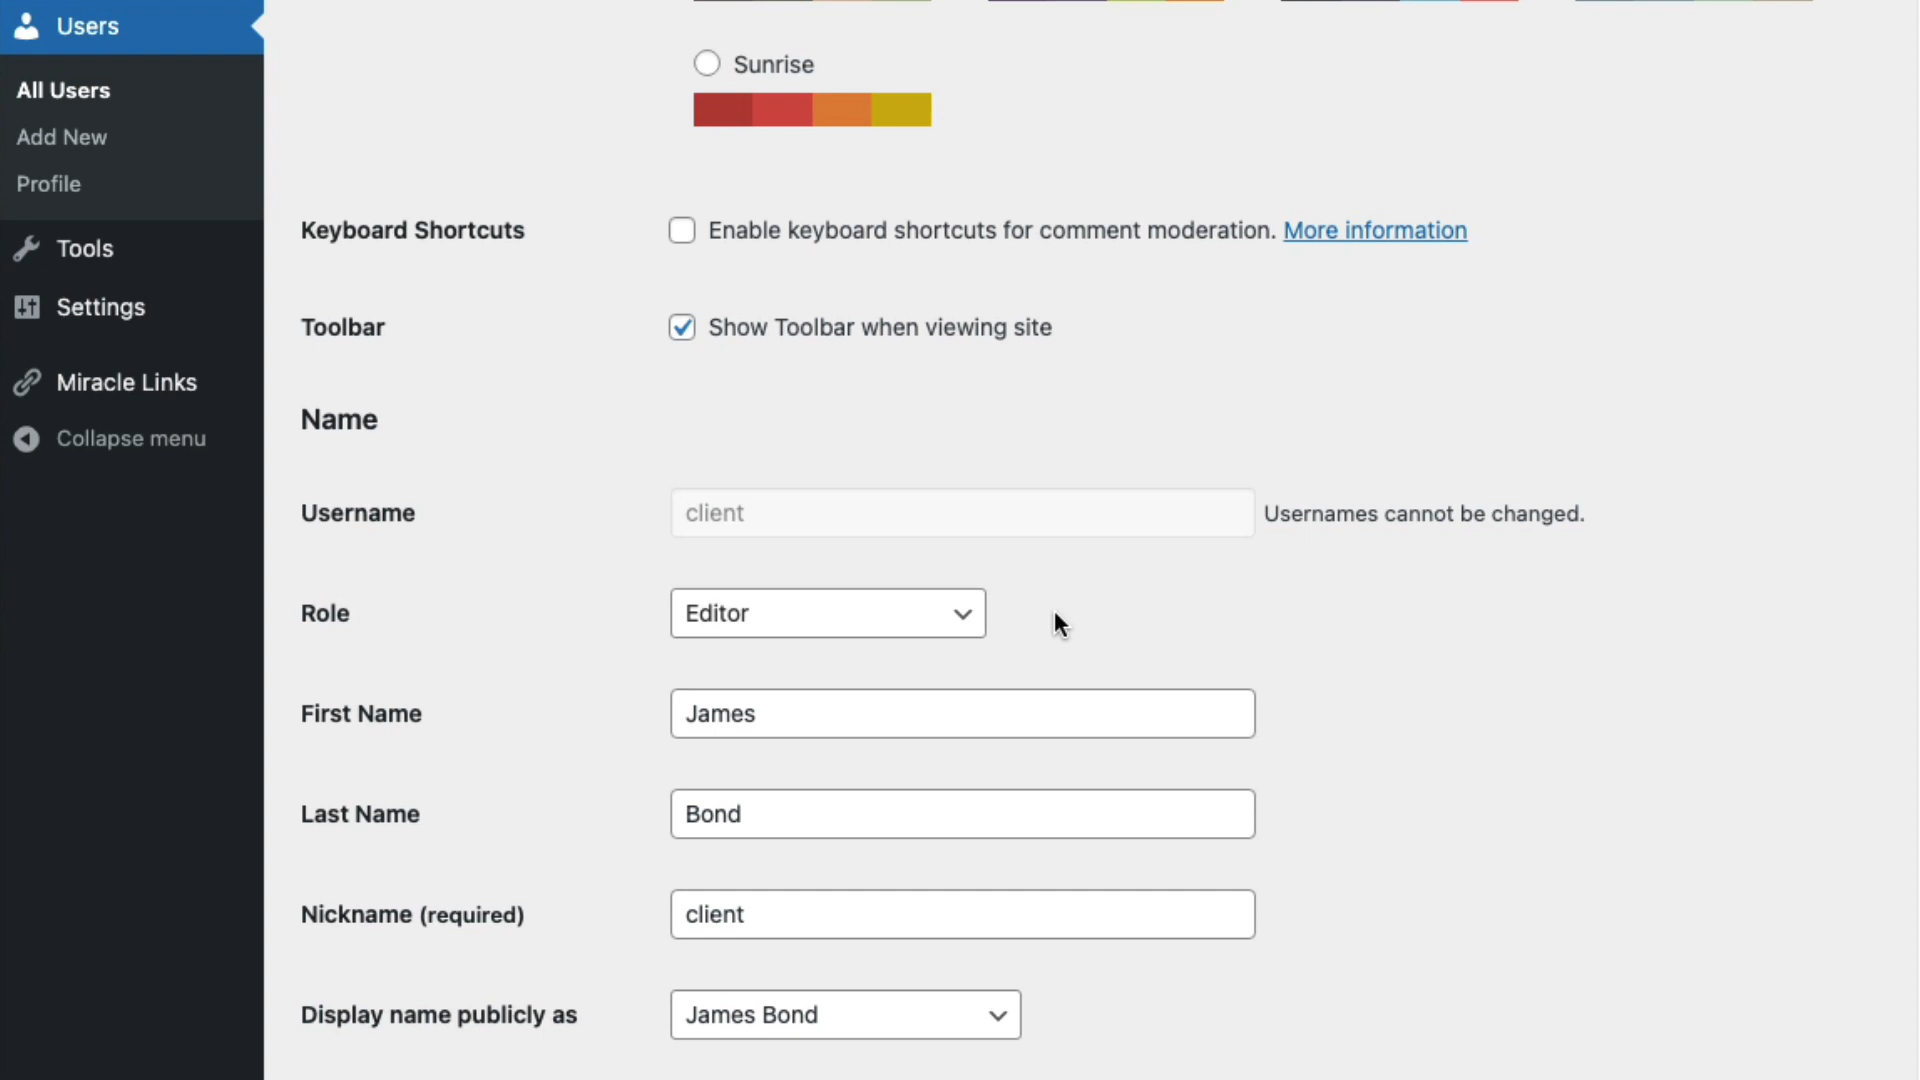 Users
All Users
Add New
Profile
Tools
Settings
Miracle Links
Collapse menu
Sunrise
Keyboard Shortcuts
Enable keyboard shortcuts for comment moderation. More information
Toolbar
Show Toolbar when viewing site
Name
Username
client
Usernames cannot be changed.
Role
Editor
First Name
James
Last Name
Bond
Nickname (required)
client
Display name publicly as
James Bond